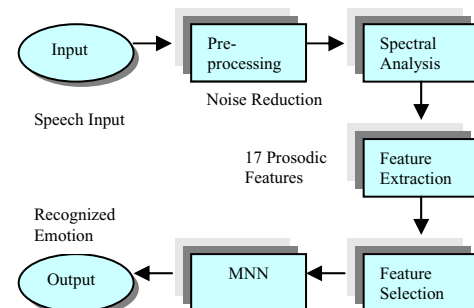 Input
Pre-
processing
Spectral
Analysis
Noise Reduction
Speech Input
17 Prosodic
Features
Feature
Extraction
Recognized
Emotion
Output
MNN
Feature
Selection